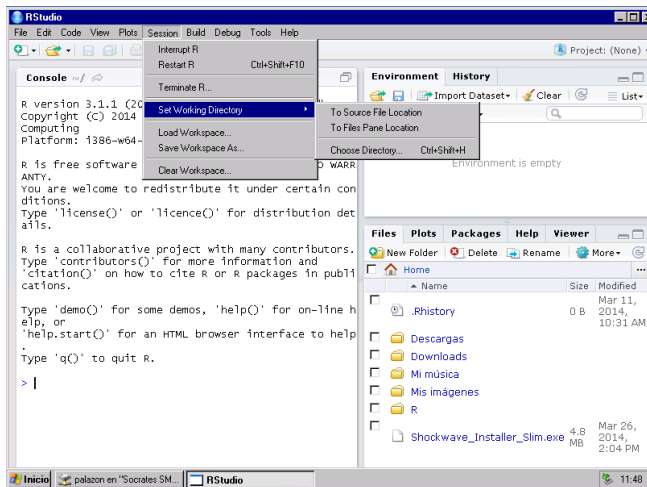 RStudio
File Edit Code View Plots Session Build Debug Tools Help
Project: (None)
Interrupt R
Restart R Ctrl+Shift+F10
Terminate R...
Set Working Directory
Load Workspace...
Save Workspace As...
Clear Workspace...
To Source File Location
To Files Pane Location
Choose Directory... Ctrl+Shift+H
Console ~/
R version 3.1.1 (20
Copyright (C) 2014
Computing
Platform: i386-w64-
R is free software
O WARR
ANTY.
You are welcome to redistribute it under certain con
ditions.
Type 'license()' or 'licence()' for distribution det
ails.
R is a collaborative project with many contributors.
Type 'contributors()' for more information and
'citation()' on how to cite R or R packages in publi
cations.
Type 'demo()' for some demos, 'help()' for on-line h
elp, or
'help.start()' for an HTML browser interface to help
.
Type 'q()' to quit R.
>
Environment History
Import Dataset Clear List
Environment is empty
Files Plots Packages Help Viewer
New Folder Delete Rename More
Home ...
Name Size Modified
.Rhistory 0 B Mar 11, 2014, 10:31 AM
Descargas
Downloads
Mi música
Mis imágenes
R
Shockwave_Installer_Slim.exe 4.8 MB Mar 26, 2014, 2:04 PM
Inicio palazon en "Socrates SM... RStudio 11:48